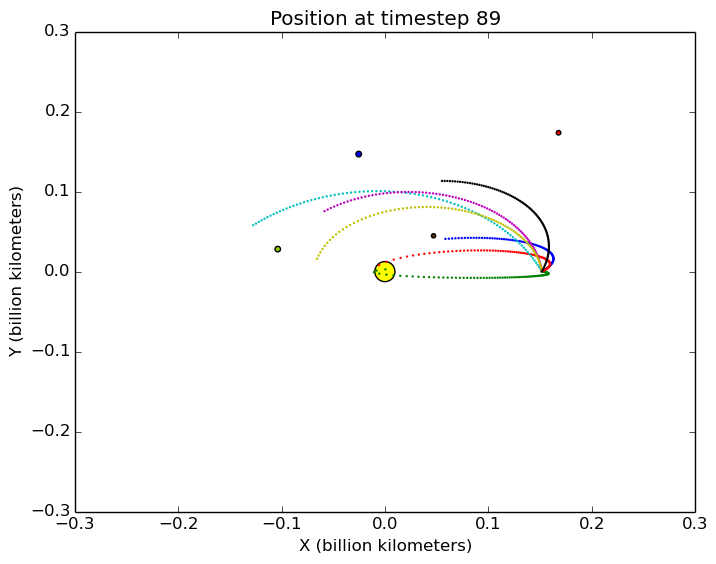 Position at timestep 89
0.3
0.2
0.1
0.0
−0.1
−0.2
−0.3
Y (billion kilometers)
−0.3 −0.2 −0.1 0.0 0.1 0.2 0.3
X (billion kilometers)